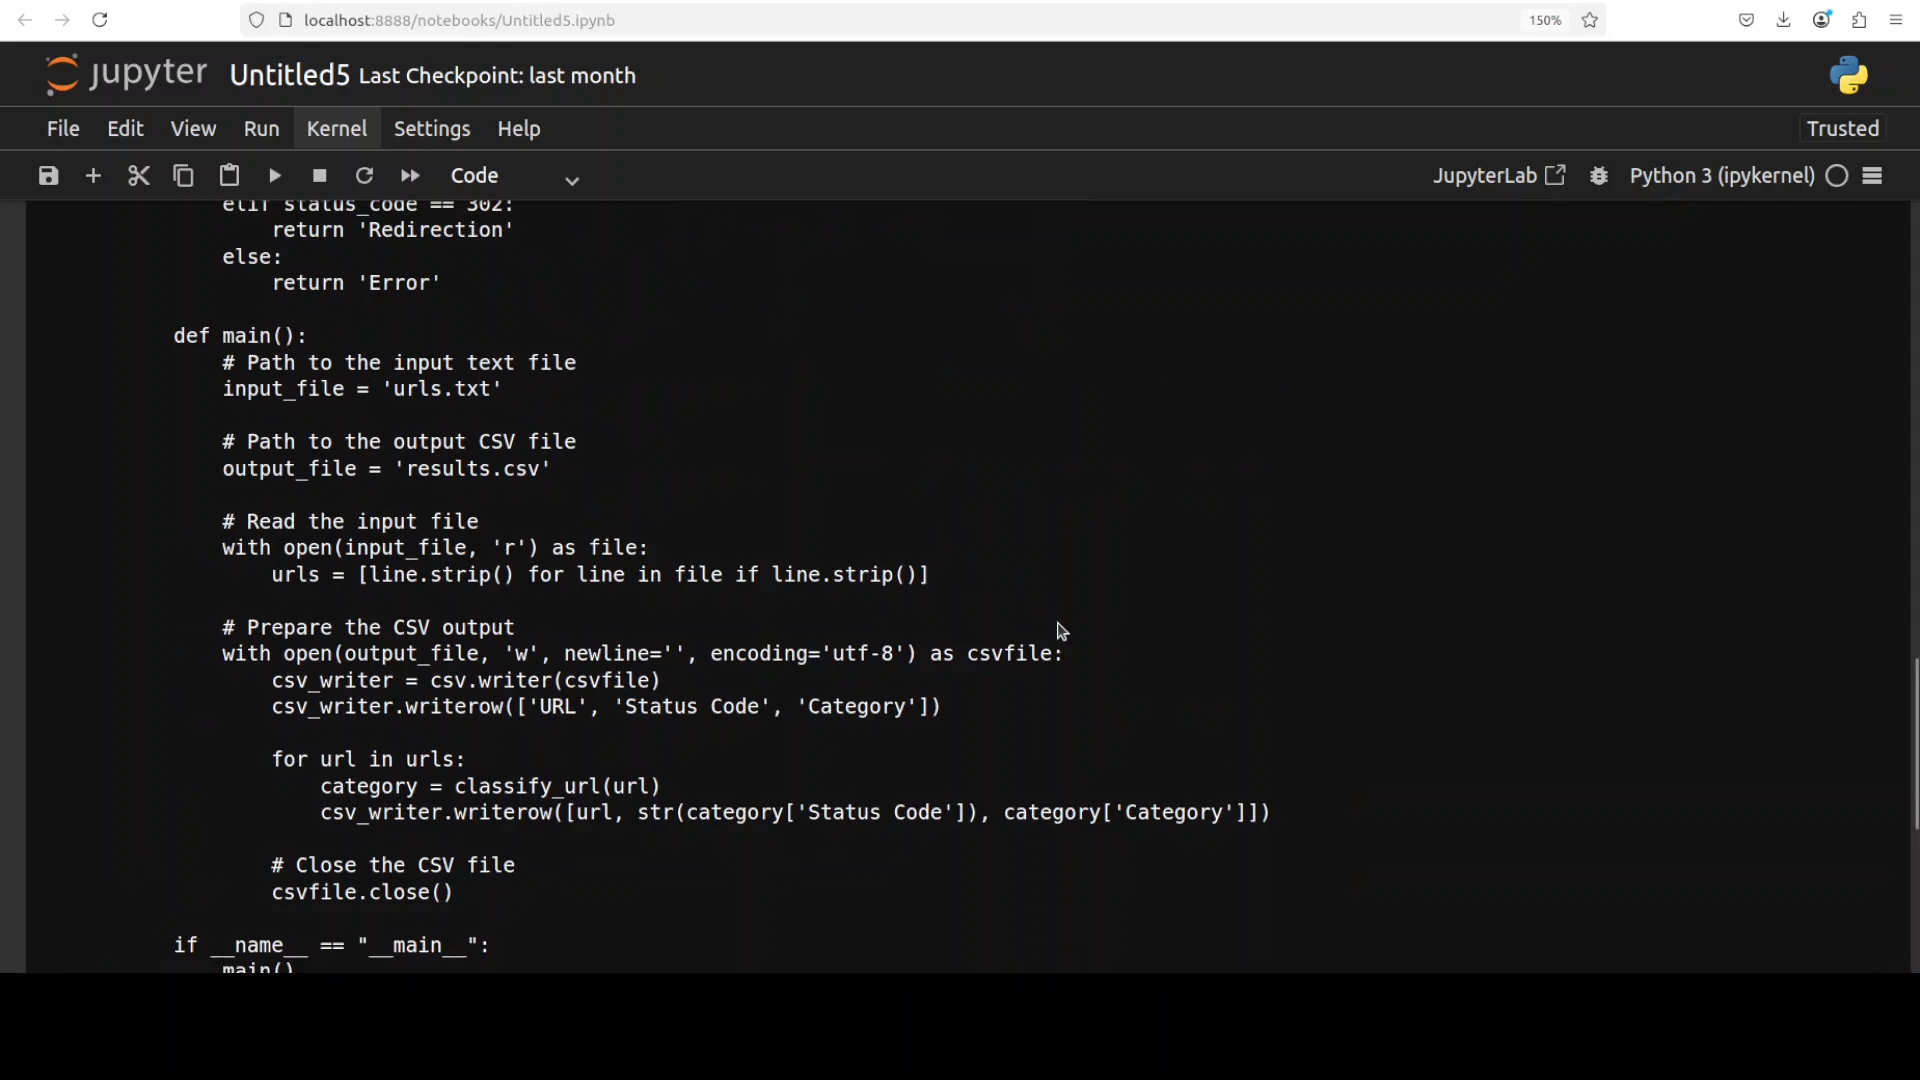 localhost:8888/notebooks/Untitled5.ipynb
150%
jupyter Untitled5 Last Checkpoint: last month
File Edit View Run Kernel Settings Help
Trusted
Code
JupyterLab
Python 3 (ipykernel)
elif status_code == 302:
return 'Redirection'
else:
return 'Error'
def main():
# Path to the input text file
input_file = 'urls.txt'
# Path to the output CSV file
output_file = 'results.csv'
# Read the input file
with open(input_file, 'r') as file:
urls = [line.strip() for line in file if line.strip()]
# Prepare the CSV output
with open(output_file, 'w', newline='', encoding='utf-8') as csvfile:
csv_writer = csv.writer(csvfile)
csv_writer.writerow(['URL', 'Status Code', 'Category'])
for url in urls:
category = classify_url(url)
csv_writer.writerow([url, str(category['Status Code']), category['Category']])
# Close the CSV file
csvfile.close()
if __name__ == "__main__":
main()